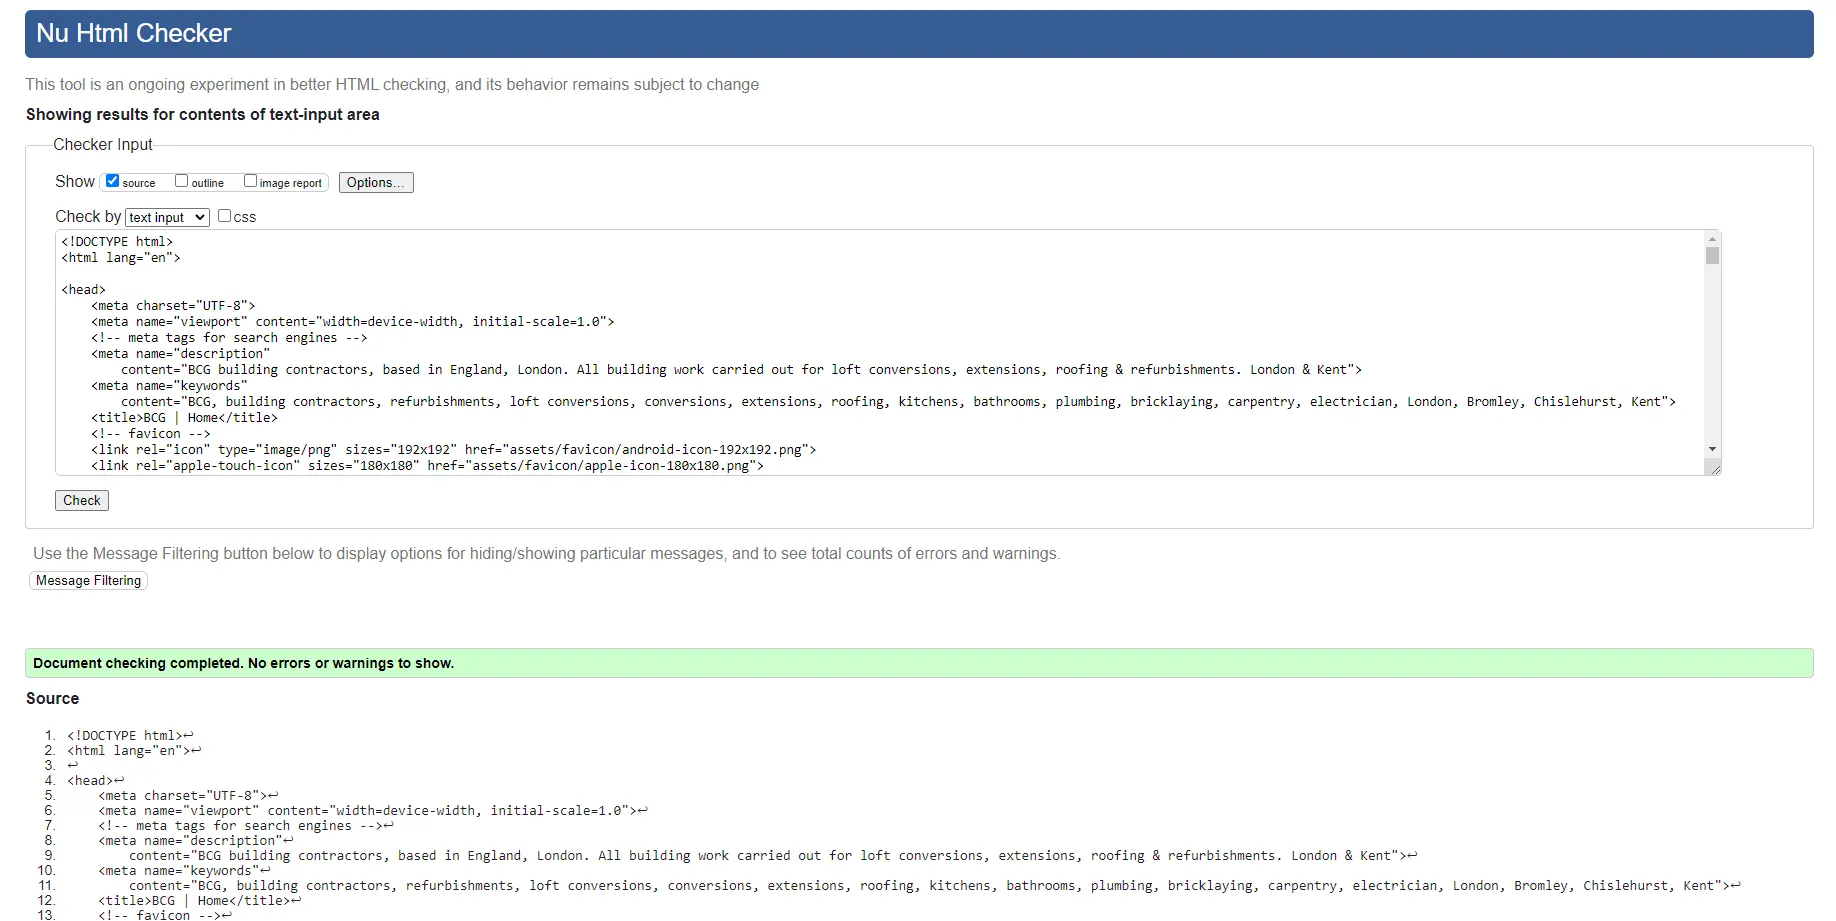 Nu Html Checker
This tool is an ongoing experiment in better HTML checking, and its behavior remains subject to change
Showing results for contents of text-input area
Checker Input
Show source outline image report Options...
Check by text input css
<!DOCTYPE html>
<html lang="en">
<head>
<meta charset="UTF-8">
<meta name="viewport" content="width=device-width, initial-scale=1.0">
<!-- meta tags for search engines -->
<meta name="description"
content="BCG building contractors, based in England, London. All building work carried out for loft conversions, extensions, roofing & refurbishments. London & Kent">
<meta name="keywords"
content="BCG, building contractors, refurbishments, loft conversions, conversions, extensions, roofing, kitchens, bathrooms, plumbing, bricklaying, carpentry, electrician, London, Bromley, Chislehurst, Kent">
<title>BCG | Home</title>
<!-- favicon -->
<link rel="icon" type="image/png" sizes="192x192" href="assets/favicon/android-icon-192x192.png">
<link rel="apple-touch-icon" sizes="180x180" href="assets/favicon/apple-icon-180x180.png">
Check
Use the Message Filtering button below to display options for hiding/showing particular messages, and to see total counts of errors and warnings.
Message Filtering
Document checking completed. No errors or warnings to show.
Source
1. <!DOCTYPE html>↩
2. <html lang="en">↩
3. ↩
4. <head>↩
5. <meta charset="UTF-8">↩
6. <meta name="viewport" content="width=device-width, initial-scale=1.0">↩
7. <!-- meta tags for search engines -->↩
8. <meta name="description"↩
9. content="BCG building contractors, based in England, London. All building work carried out for loft conversions, extensions, roofing & refurbishments. London & Kent">↩
10. <meta name="keywords"↩
11. content="BCG, building contractors, refurbishments, loft conversions, conversions, extensions, roofing, kitchens, bathrooms, plumbing, bricklaying, carpentry, electrician, London, Bromley, Chislehurst, Kent">↩
12. <title>BCG | Home</title>↩
13. <!-- favicon -->↩